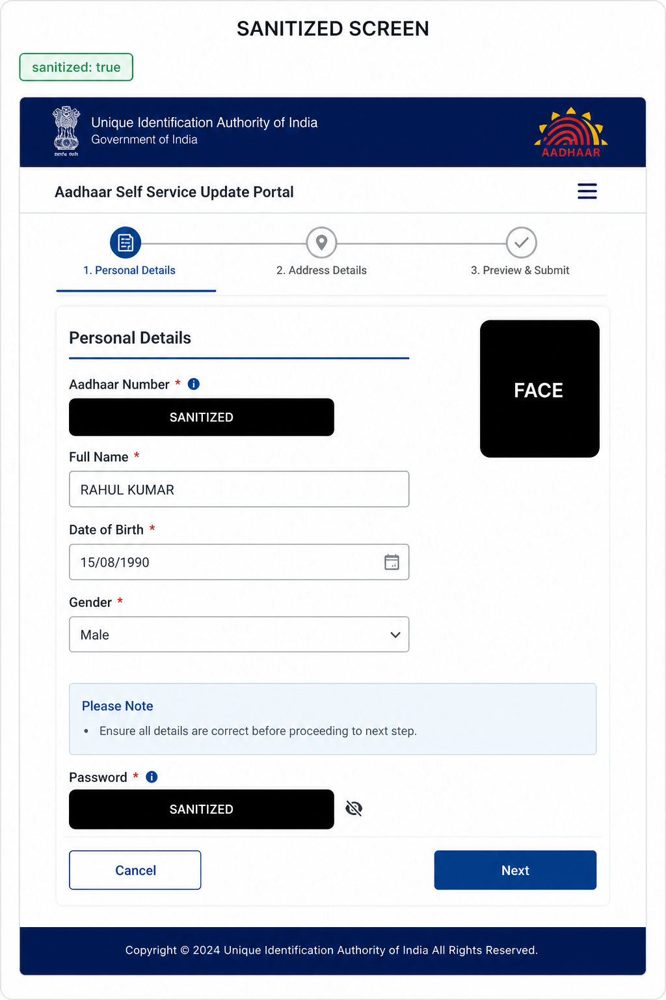 SANITIZED SCREEN
sanitized: true
Unique Identification Authority of India
Government of India
AADHAAR
Aadhaar Self Service Update Portal
1. Personal Details
2. Address Details
3. Preview & Submit
Personal Details
FACE
Aadhaar Number *
SANITIZED
Full Name *
RAHUL KUMAR
Date of Birth *
15/08/1990
Gender *
Male
Please Note
• Ensure all details are correct before proceeding to next step.
Password *
SANITIZED
Cancel
Next
Copyright © 2024 Unique Identification Authority of India All Rights Reserved.